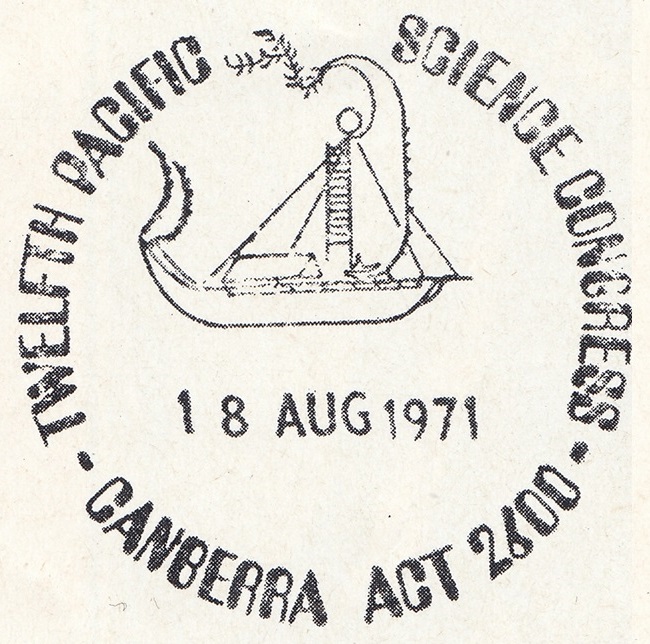 TWELFTH PACIFIC SCIENCE CONGRESS
18 AUG 1971
· CANBERRA ACT 2600 ·